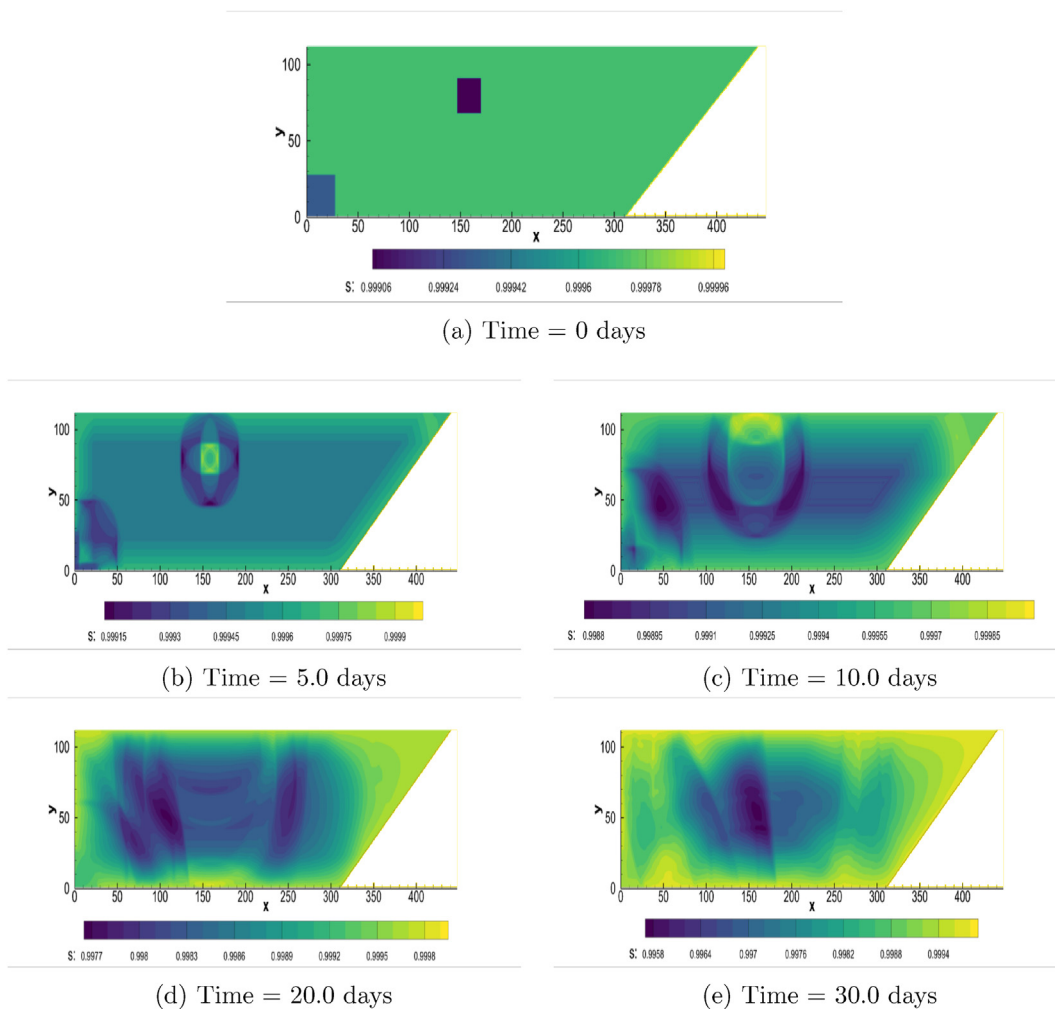 100
y
50
0
0 50 100 150 200 250 300 350 400
x
S: 0.99906 0.99924 0.99942 0.9996 0.99978 0.99996
(a) Time = 0 days
100
y
50
0
0 50 100 150 200 250 300 350 400
x
S: 0.99915 0.9993 0.99945 0.9996 0.99975 0.9999
(b) Time = 5.0 days
100
y
50
0
0 50 100 150 200 250 300 350 400
x
S: 0.9988 0.99895 0.9991 0.99925 0.9994 0.99955 0.9997 0.99985
(c) Time = 10.0 days
100
y
50
0
0 50 100 150 200 250 300 350 400
x
S: 0.9977 0.998 0.9983 0.9986 0.9989 0.9992 0.9995 0.9998
(d) Time = 20.0 days
100
y
50
0
0 50 100 150 200 250 300 350 400
x
S: 0.9958 0.9964 0.997 0.9976 0.9982 0.9988 0.9994
(e) Time = 30.0 days